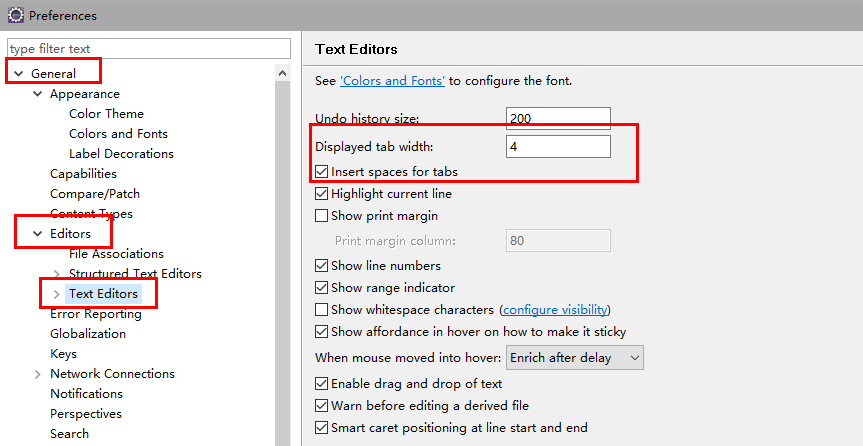 Preferences
type filter text
General
Appearance
Color Theme
Colors and Fonts
Label Decorations
Capabilities
Compare/Patch
Content Types
Editors
File Associations
Structured Text Editors
Text Editors
Error Reporting
Globalization
Keys
Network Connections
Notifications
Perspectives
Search
Text Editors
See 'Colors and Fonts' to configure the font.
Undo history size: 200
Displayed tab width: 4
Insert spaces for tabs
Highlight current line
Show print margin
Print margin column: 80
Show line numbers
Show range indicator
Show whitespace characters (configure visibility)
Show affordance in hover on how to make it sticky
When mouse moved into hover: Enrich after delay
Enable drag and drop of text
Warn before editing a derived file
Smart caret positioning at line start and end